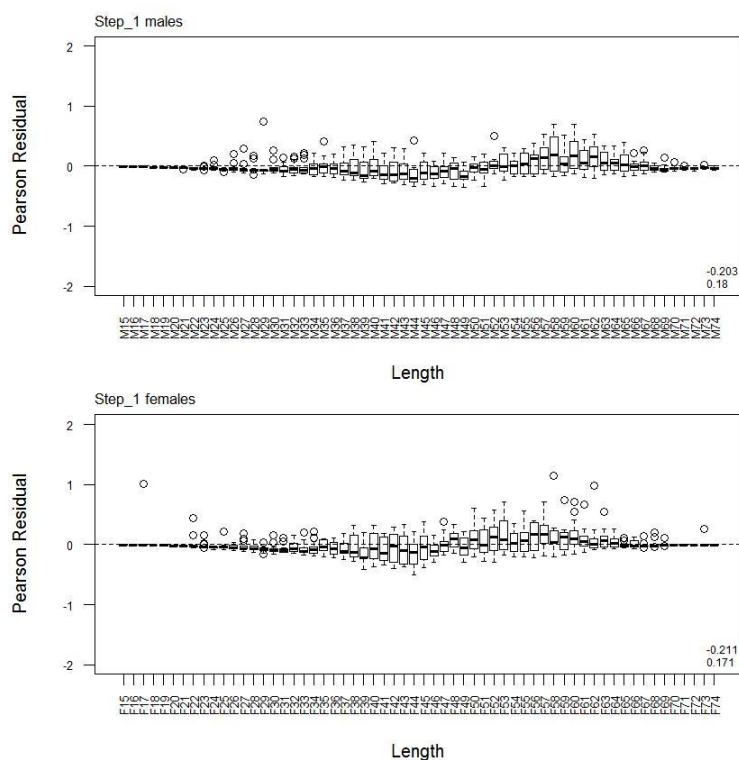 Step_1 males
Pearson Residual
2
1
0
-1
-2
-0.203
0.18
M15 M16 M17 M18 M19 M20 M21 M22 M23 M24 M25 M26 M27 M28 M29 M30 M31 M32 M33 M34 M35 M36 M37 M38 M39 M40 M41 M42 M43 M44 M45 M46 M47 M48 M49 M50 M51 M52 M53 M54 M55 M56 M57 M58 M59 M60 M61 M62 M63 M64 M65 M66 M67 M68 M69 M70 M71 M72 M73 M74
Length
Step_1 females
Pearson Residual
2
1
0
-1
-2
-0.211
0.171
F15 F16 F17 F18 F19 F20 F21 F22 F23 F24 F25 F26 F27 F28 F29 F30 F31 F32 F33 F34 F35 F36 F37 F38 F39 F40 F41 F42 F43 F44 F45 F46 F47 F48 F49 F50 F51 F52 F53 F54 F55 F56 F57 F58 F59 F60 F61 F62 F63 F64 F65 F66 F67 F68 F69 F70 F71 F72 F73 F74
Length